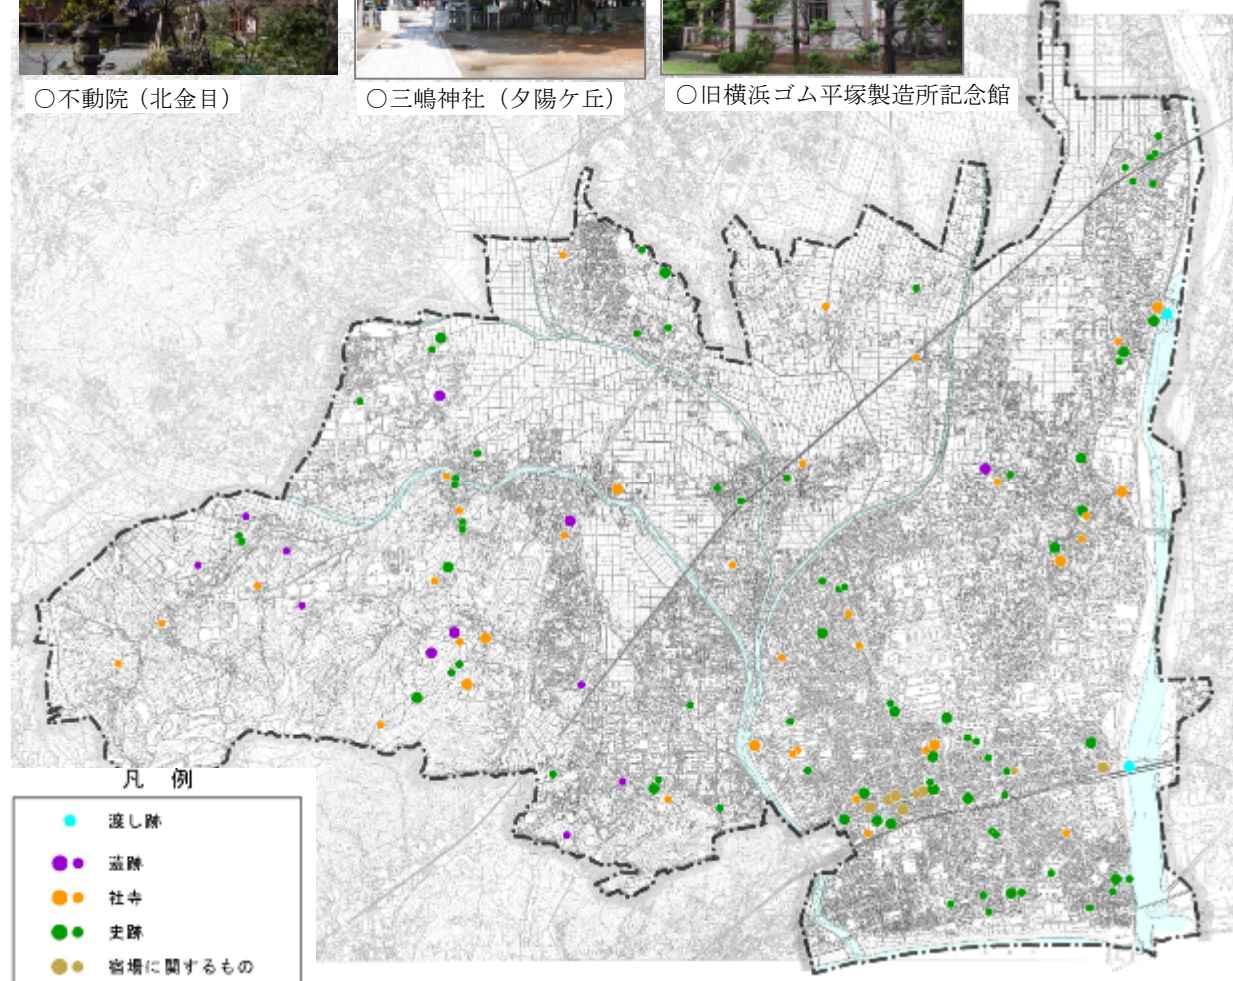 ○不動院（北金目）
○三嶋神社（夕陽ケ丘）
○旧横浜ゴム平塚製造所記念館
凡 例
渡し跡
遺跡
社寺
史跡
宿場に関するもの